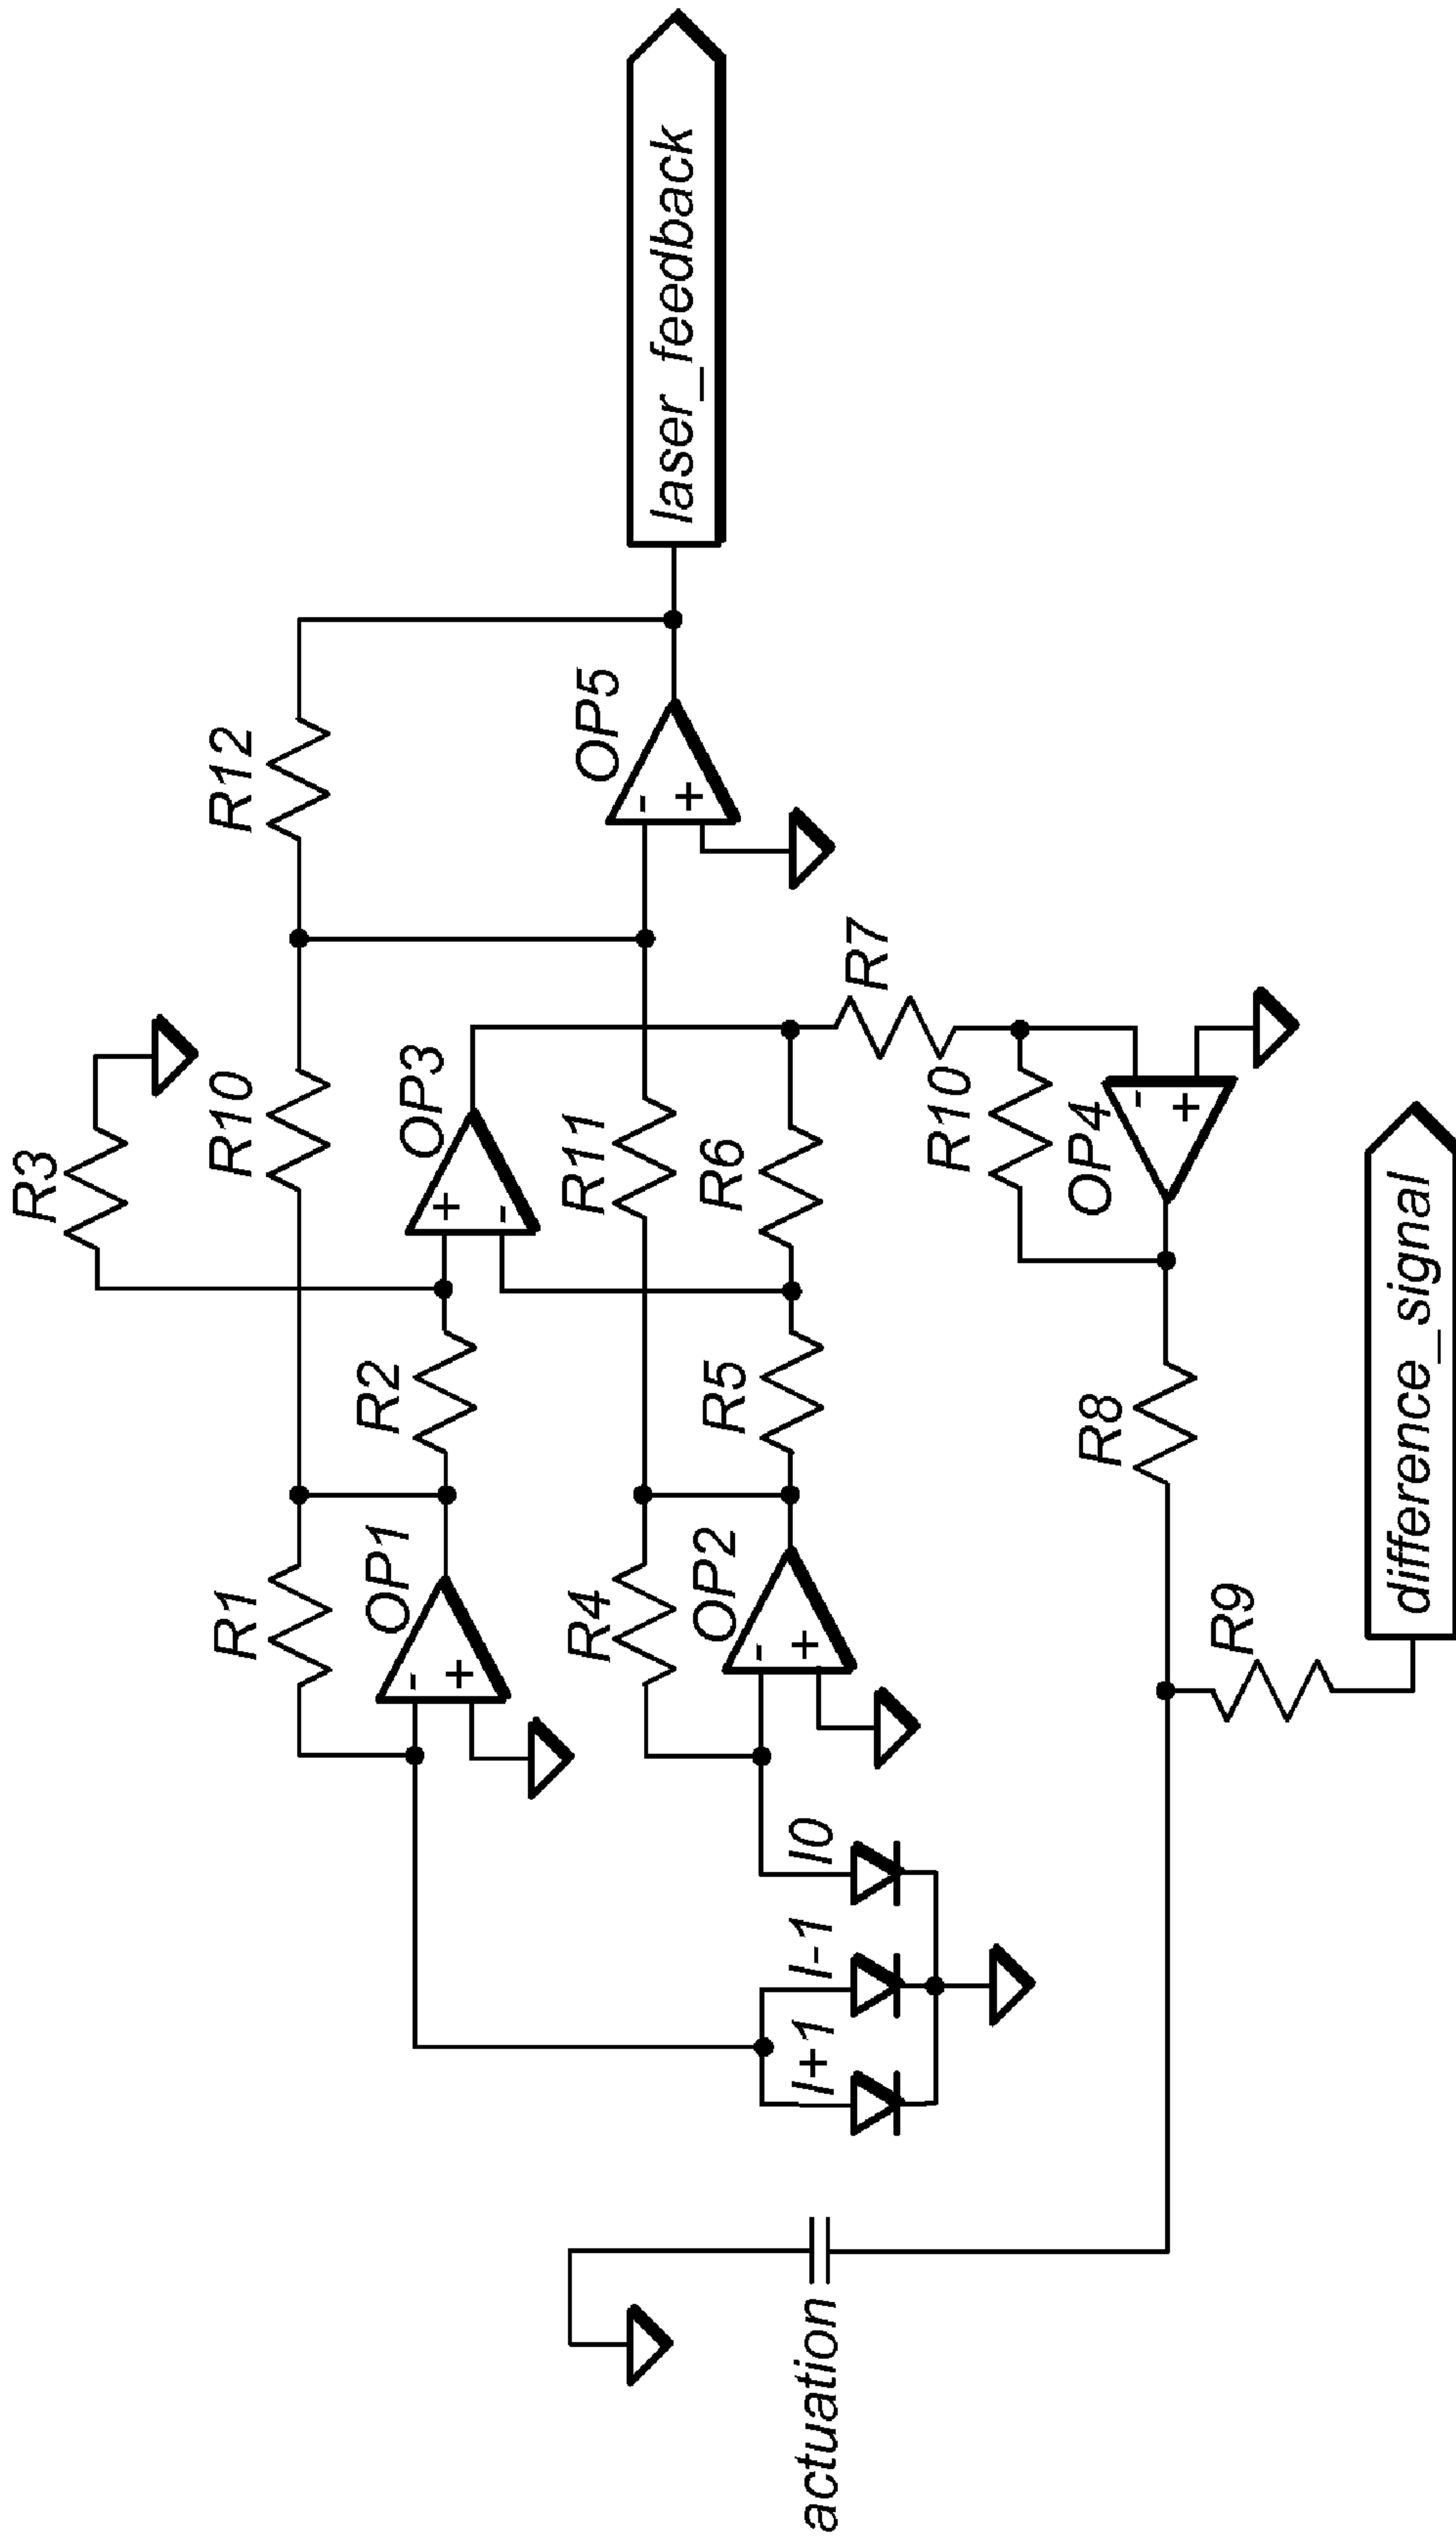 R3
R12
R10
laser_feedback
R1
OP1
R2
OP3
OP5
R4
R11
OP2
R5
R6
R7
I+1
I-1
I0
actuation
R10
OP4
R8
R9
difference_signal
+
-
+
-
+
-
+
-
+
-